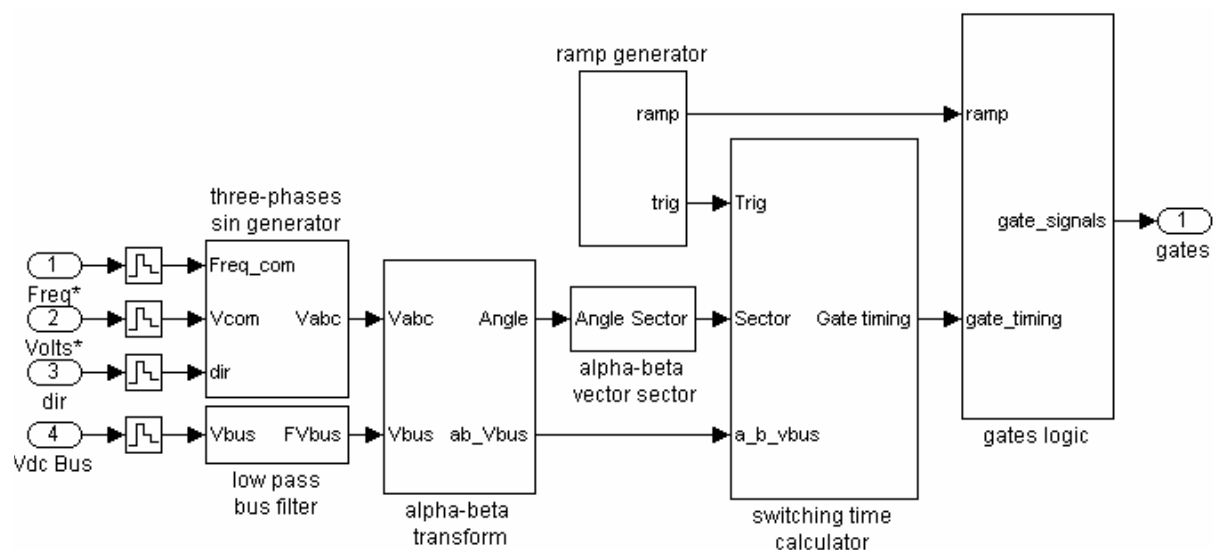 ramp generator
ramp
trig
ramp
gate_signals
gate_timing
gates logic
1
gates
three-phases
sin generator
1
Freq*
2
Volts*
3
dir
4
Vdc Bus
Freq_com
Vcom
Vabc
dir
Vbus
FVbus
low pass
bus filter
Vabc
Angle
Vbus
ab_Vbus
alpha-beta
transform
Angle Sector
alpha-beta
vector sector
Trig
Sector
Gate timing
a_b_vbus
switching time
calculator